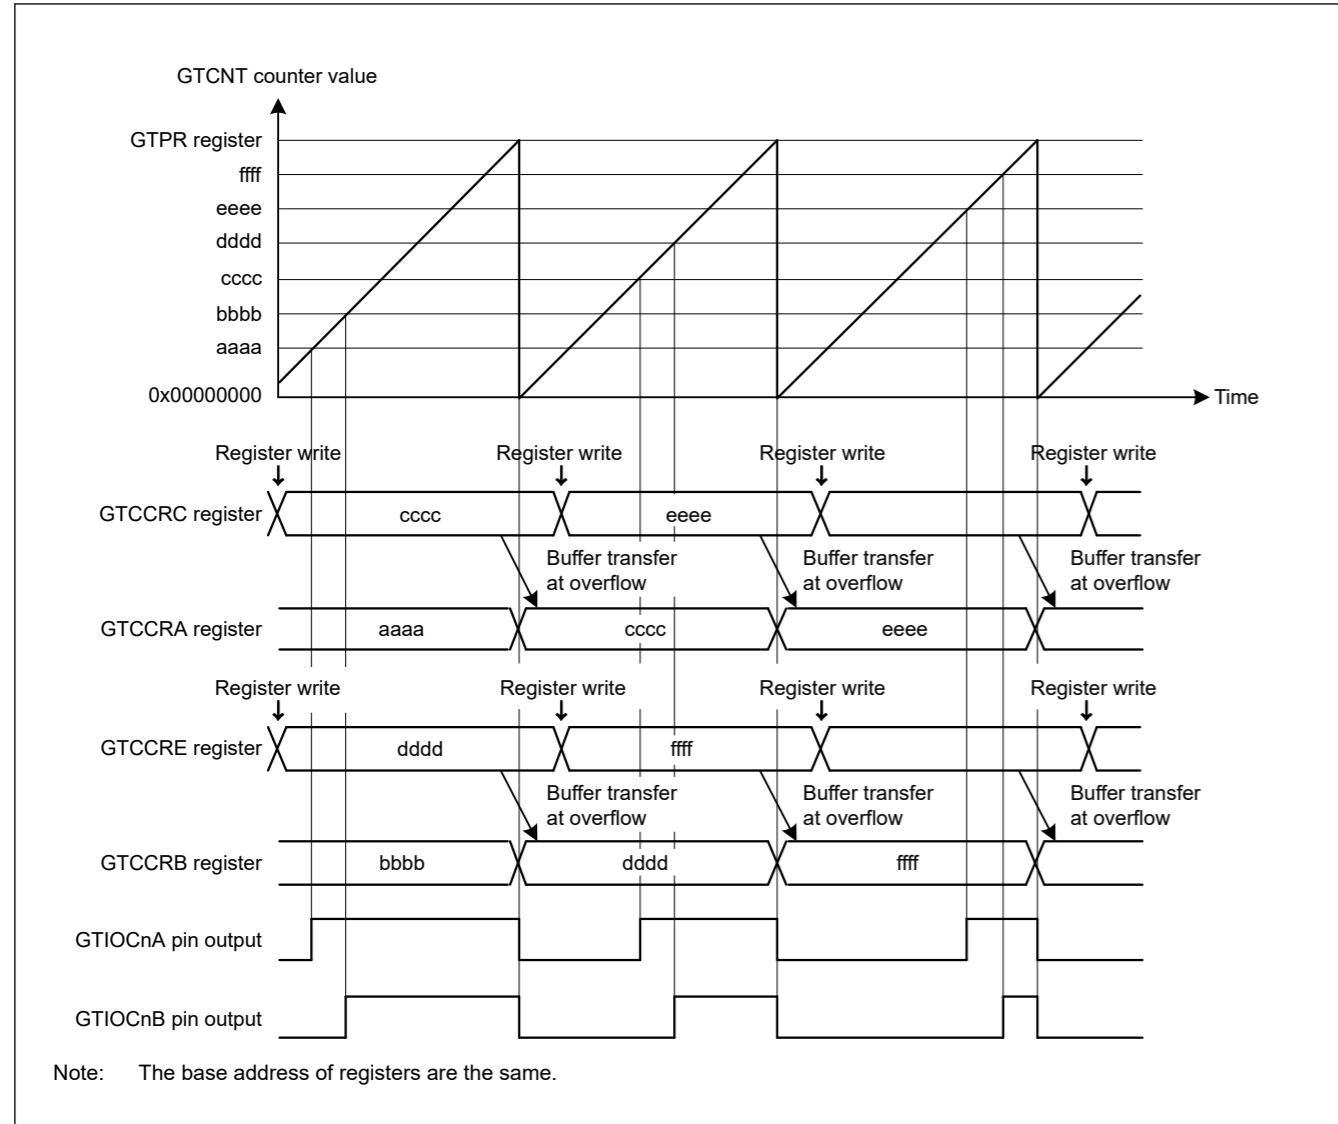 GTCNT counter value
GTPR register
ffff
eeee
dddd
cccc
bbbb
aaaa
0x00000000
Time
Register write Register write Register write Register write
GTCCRC register cccc eeee
Buffer transfer Buffer transfer Buffer transfer
at overflow at overflow at overflow
GTCCRA register aaaa cccc eeee
Register write Register write Register write Register write
GTCCRE register dddd ffff
Buffer transfer Buffer transfer Buffer transfer
at overflow at overflow at overflow
GTCCRB register bbbb dddd ffff
GTIOCnA pin output
GTIOCnB pin output
Note: The base address of registers are the same.